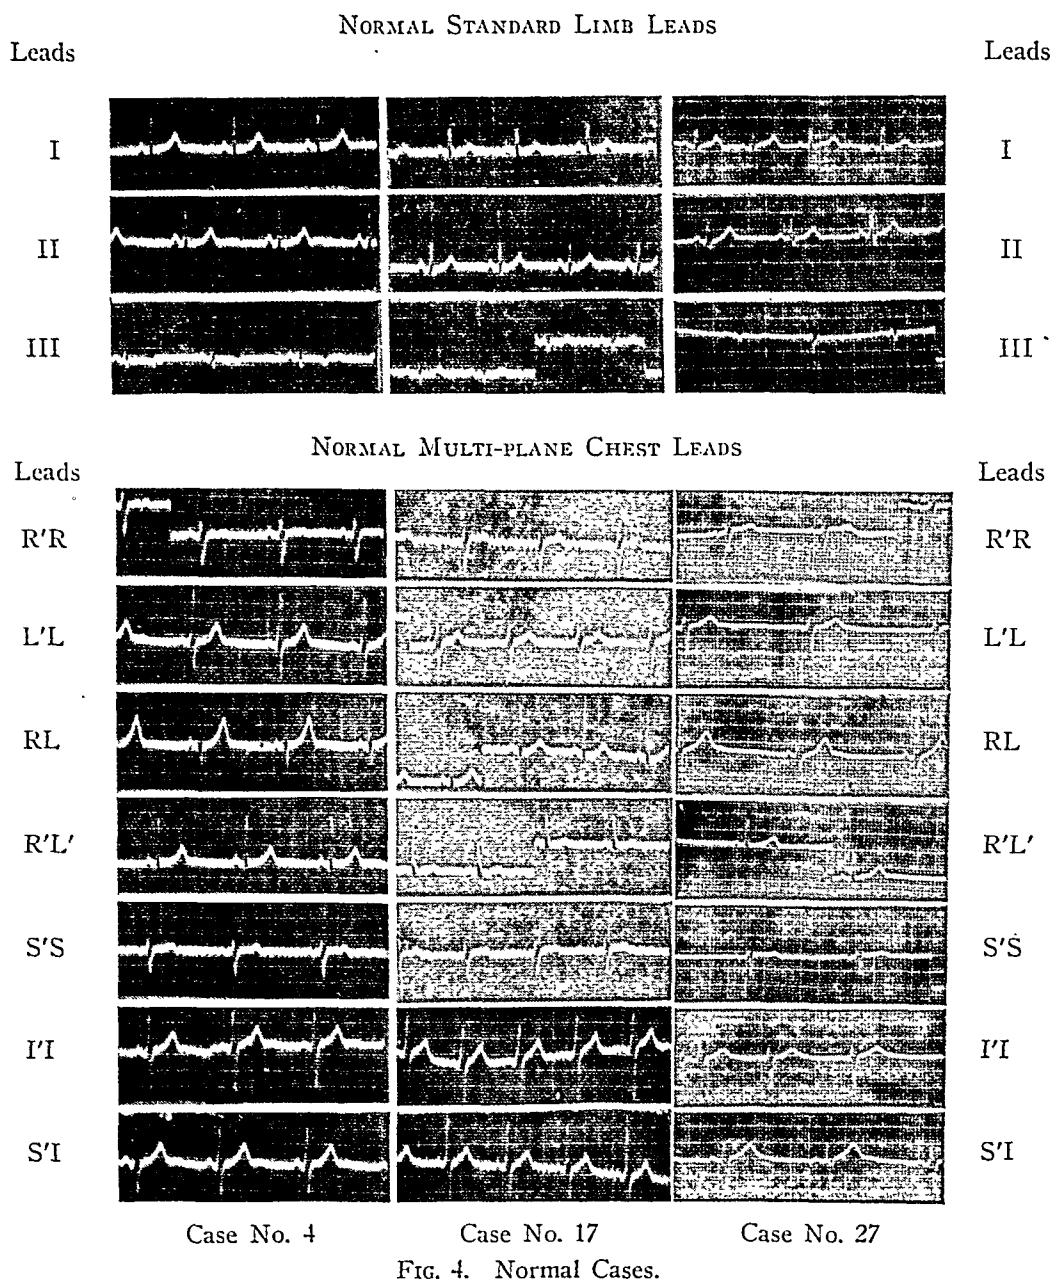 NORMAL STANDARD LIMB LEADS
Leads Leads
I I
II II
III III
NORMAL MULTI-PLANE CHEST LEADS
Leads Leads
R'R R'R
L'L L'L
RL RL
R'L' R'L'
S'S S'S
I'I I'I
S'I S'I
Case No. 4 Case No. 17 Case No. 27
FIG. 4. Normal Cases.